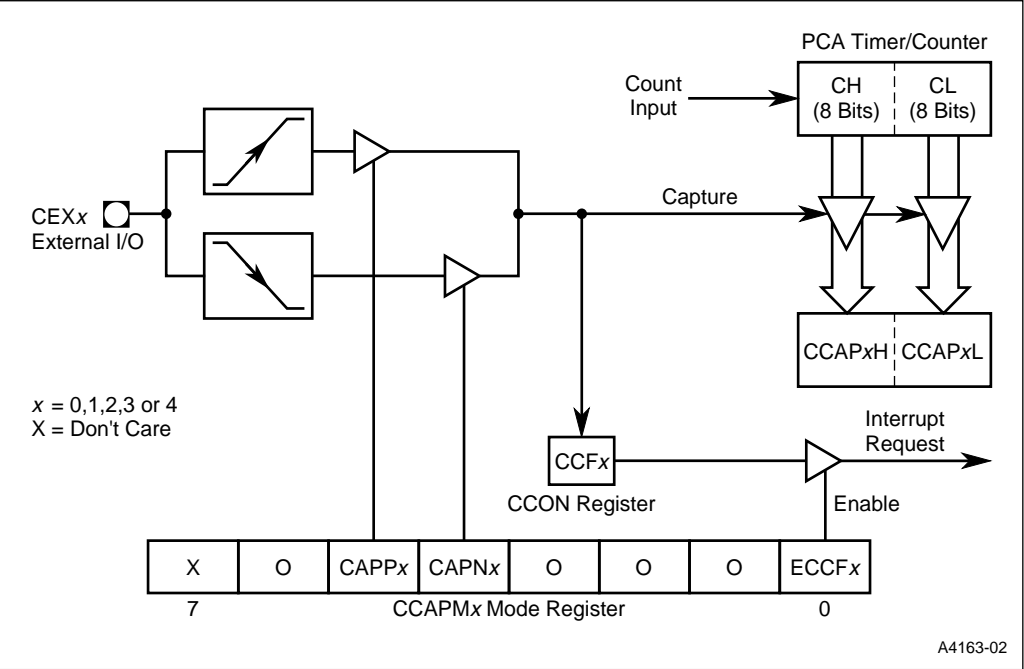 PCA Timer/Counter
Count
Input
CH
(8 Bits)
CL
(8 Bits)
CEXx
External I/O
Capture
CCAPxH
CCAPxL
x = 0,1,2,3 or 4
X = Don't Care
Interrupt
Request
CCFx
CCON Register
Enable
X
O
CAPPx
CAPNx
O
O
O
ECCFx
7
CCAPMx Mode Register
0
A4163-02